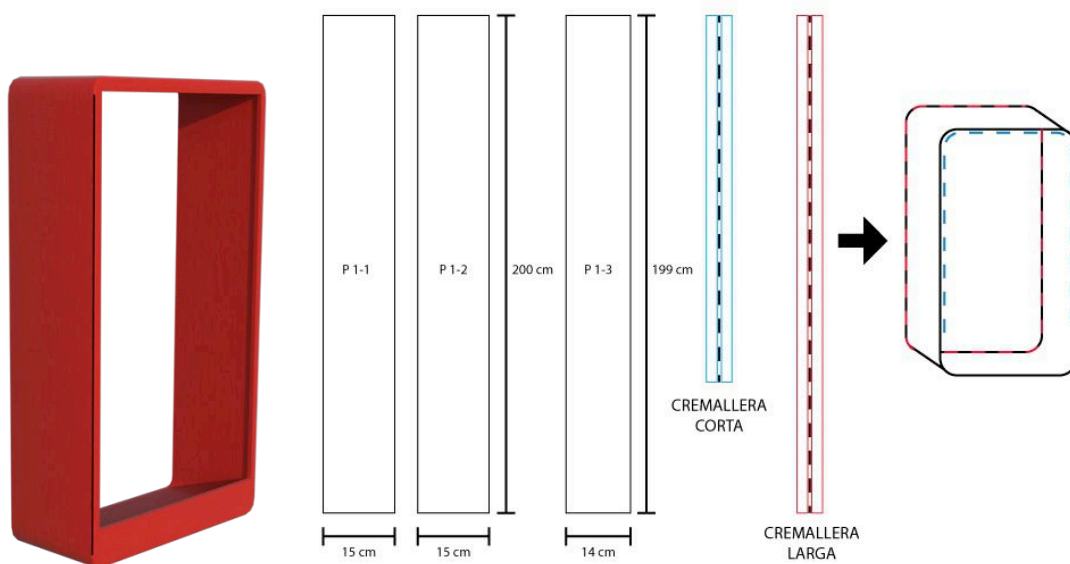 P 1-1
P 1-2
200 cm
P 1-3
199 cm
CREMALLERA
CORTA
CREMALLERA
LARGA
15 cm
15 cm
14 cm